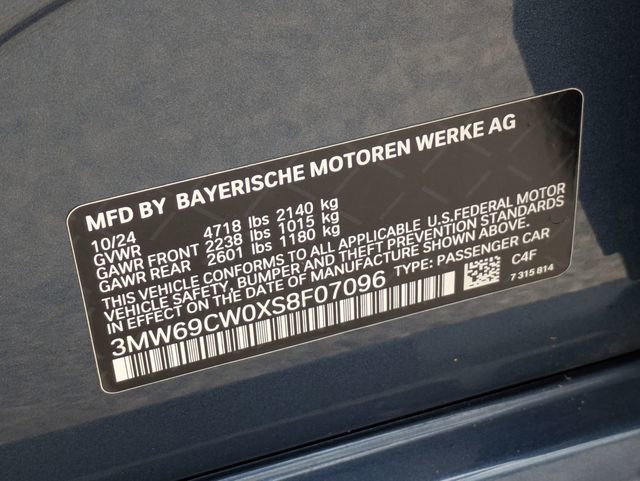 MFD BY BAYERISCHE MOTOREN WERKE AG
10/24
GVWR 4718 lbs 2140 kg
GAWR FRONT 2238 lbs 1015 kg
GAWR REAR 2601 lbs 1180 kg
THIS VEHICLE CONFORMS TO ALL APPLICABLE U.S.FEDERAL MOTOR
VEHICLE SAFETY, BUMPER AND THEFT PREVENTION STANDARDS
IN EFFECT ON THE DATE OF MANUFACTURE SHOWN ABOVE.
3MW69CW0XS8F07096 TYPE: PASSENGER CAR
C4F
7 315 814